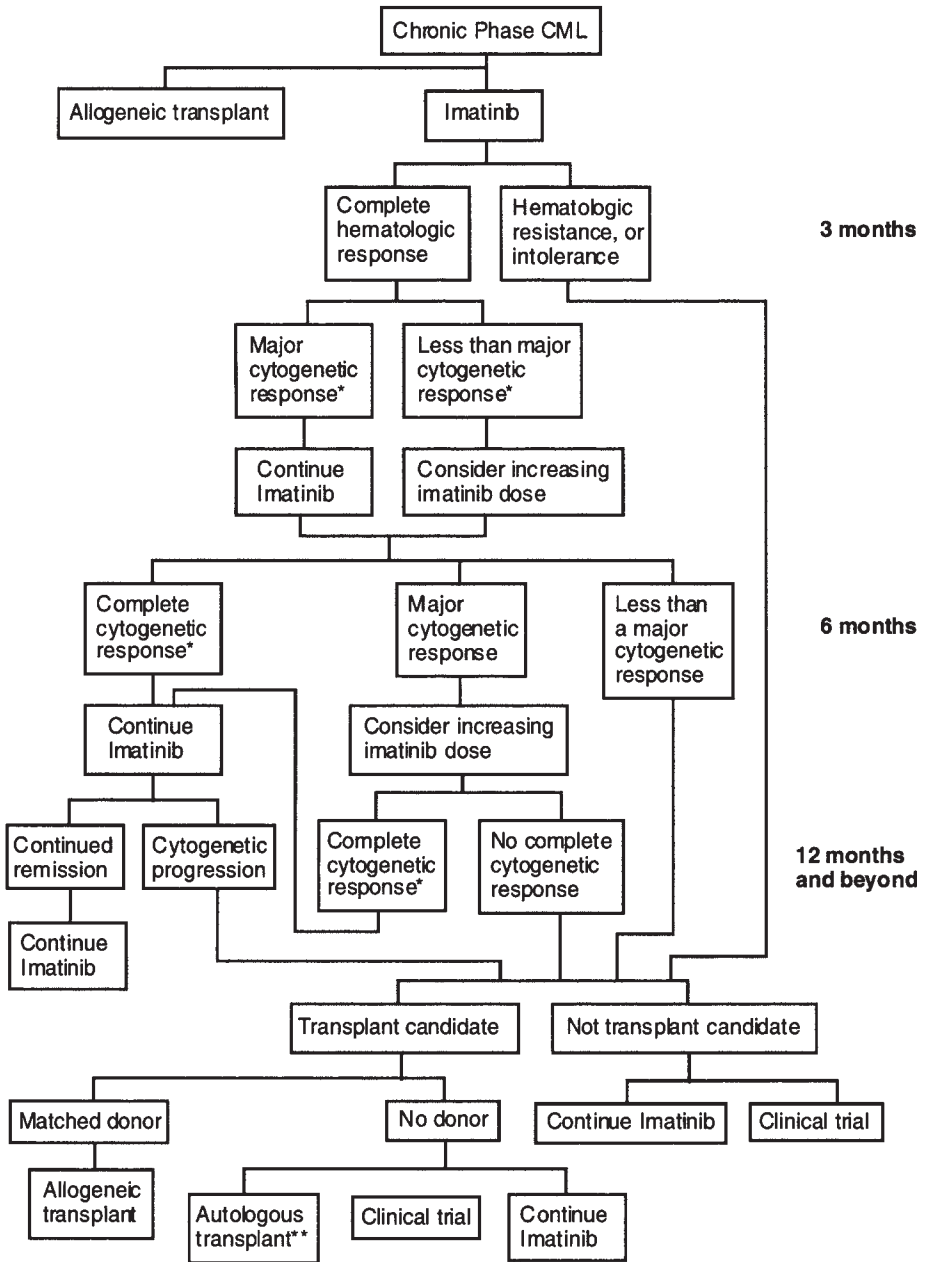 Chronic Phase CML
Allogeneic transplant
Imatinib
Complete
hematologic
response
Hematologic
resistance, or
intolerance
3 months
Major
cytogenetic
response*
Less than major
cytogenetic
response*
Continue
Imatinib
Consider increasing
imatinib dose
Complete
cytogenetic
response*
Major
cytogenetic
response
Less than
a major
cytogenetic
response
6 months
Continue
Imatinib
Consider increasing
imatinib dose
Continued
remission
Cytogenetic
progression
Complete
cytogenetic
response*
No complete
cytogenetic
response
12 months
and beyond
Continue
Imatinib
Transplant candidate
Not transplant candidate
Matched donor
No donor
Continue Imatinib
Clinical trial
Allogeneic
transplant
Autologous
transplant**
Clinical trial
Continue
Imatinib